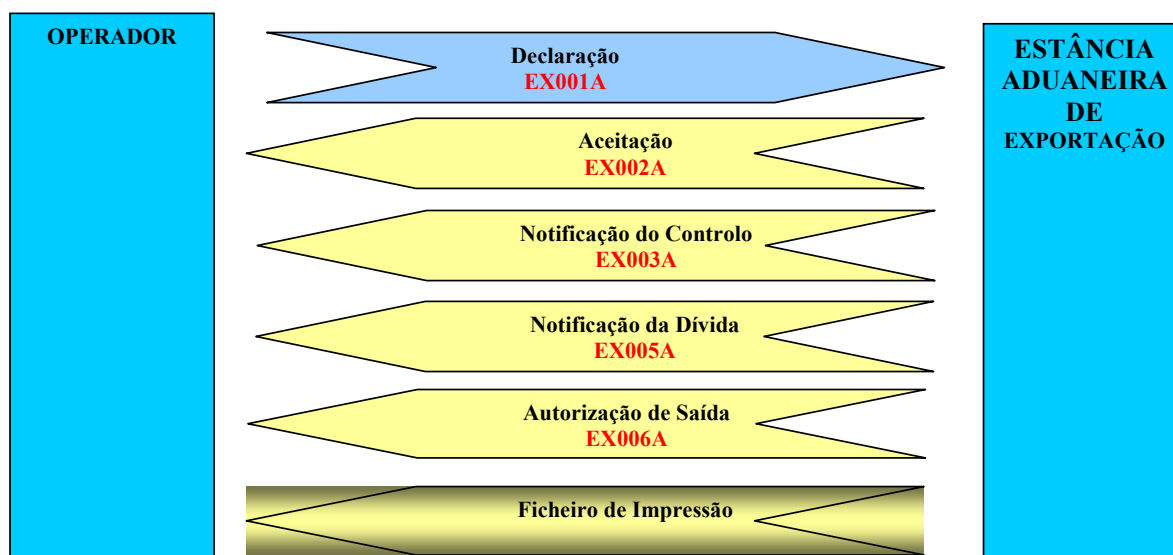 OPERADOR
Declaração
EX001A
ESTÂNCIA
ADUANEIRA
DE
EXPORTAÇÃO
Aceitação
EX002A
Notificação do Controlo
EX003A
Notificação da Dívida
EX005A
Autorização de Saída
EX006A
Ficheiro de Impressão